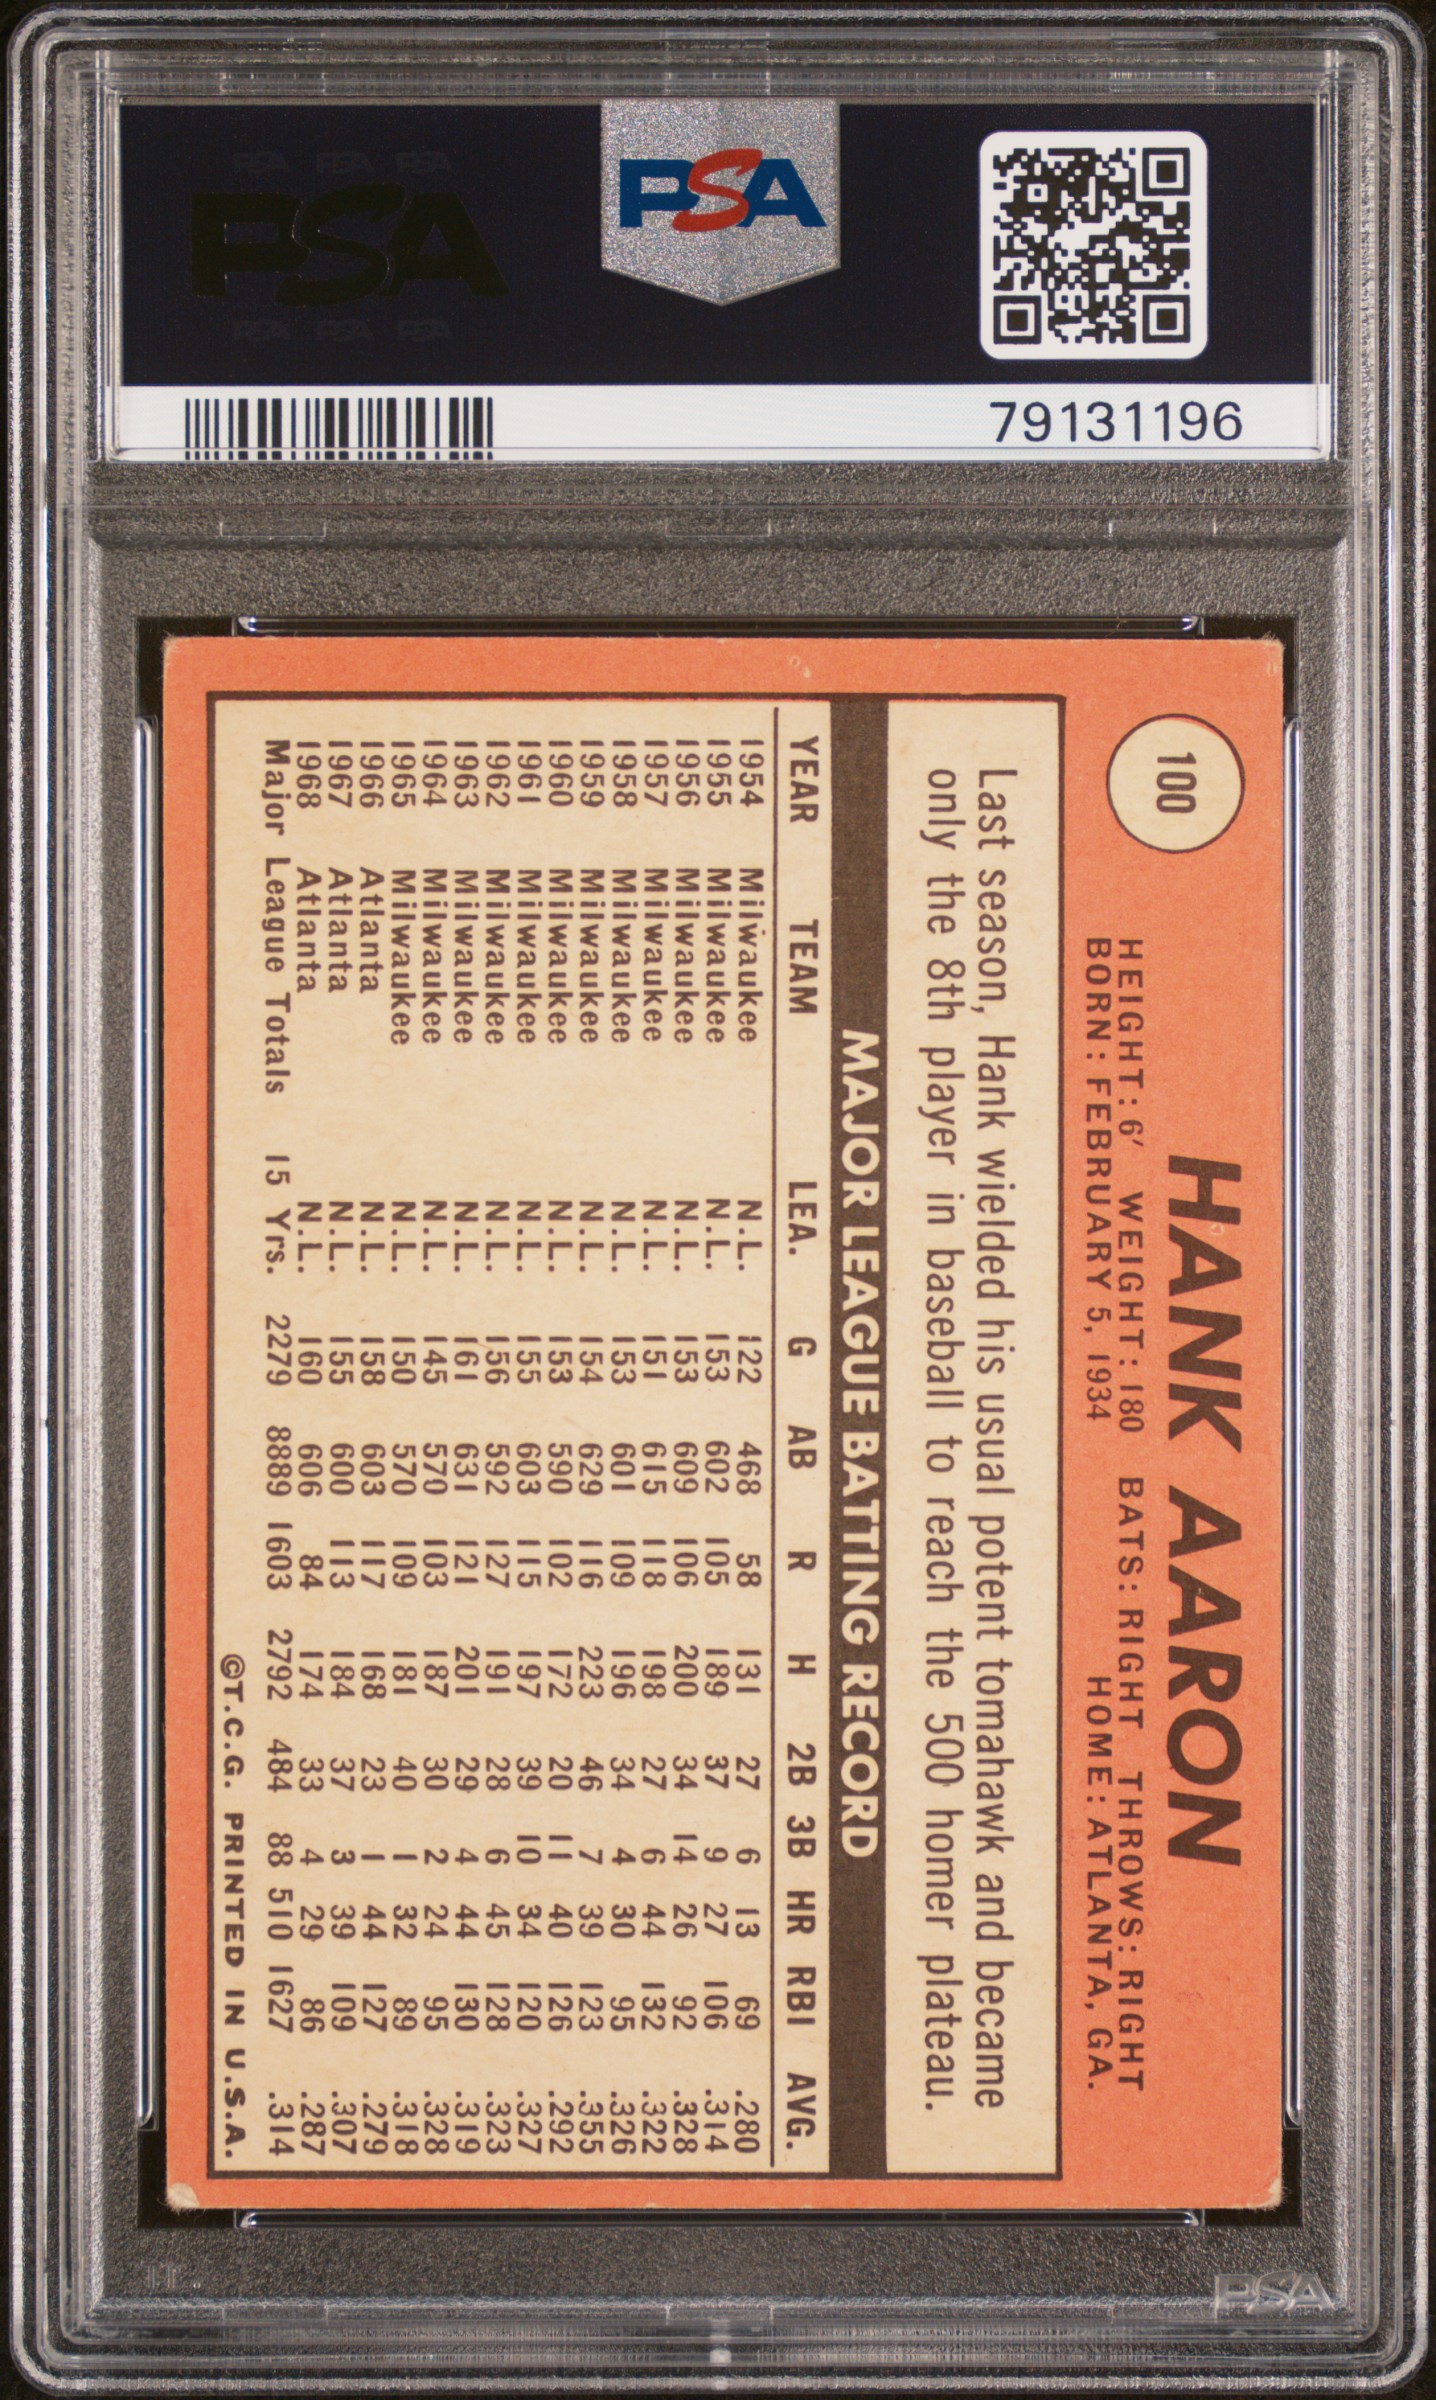 PSA PSA PSA
PSA
PSA PSA PSA
PSA
79131196
100
HANK AARON
HEIGHT: 6' WEIGHT: 180 BATS: RIGHT THROWS: RIGHT
BORN: FEBRUARY 5, 1934 HOME: ATLANTA, GA.
Last season, Hank wielded his usual potent tomahawk and became
only the 8th player in baseball to reach the 500 homer plateau.
MAJOR LEAGUE BATTING RECORD
YEAR TEAM LEA. G AB R H 2B 3B HR RBI AVG.
1954 Milwaukee N.L. 122 468 58 131 27 6 13 69 .280
1955 Milwaukee N.L. 153 602 105 189 37 9 27 106 .314
1956 Milwaukee N.L. 153 609 106 200 34 14 26 92 .328
1957 Milwaukee N.L. 151 615 118 198 27 6 44 132 .322
1958 Milwaukee N.L. 153 601 109 196 34 4 30 95 .326
1959 Milwaukee N.L. 154 629 116 223 46 7 39 123 .355
1960 Milwaukee N.L. 153 590 102 172 20 11 40 126 .292
1961 Milwaukee N.L. 155 603 115 197 39 10 34 120 .327
1962 Milwaukee N.L. 156 592 127 191 28 6 45 128 .323
1963 Milwaukee N.L. 161 631 121 201 29 4 44 130 .319
1964 Milwaukee N.L. 145 570 103 187 30 2 24 95 .328
1965 Milwaukee N.L. 150 570 109 181 40 1 32 89 .318
1966 Atlanta N.L. 158 603 117 168 23 1 44 127 .279
1967 Atlanta N.L. 155 600 113 184 37 3 39 109 .307
1968 Atlanta N.L. 160 606 84 174 33 4 29 86 .287
Major League Totals 15 Yrs. 2279 8889 1603 2792 484 88 510 1627 .314
©T.C.G. PRINTED IN U.S.A.
PSA